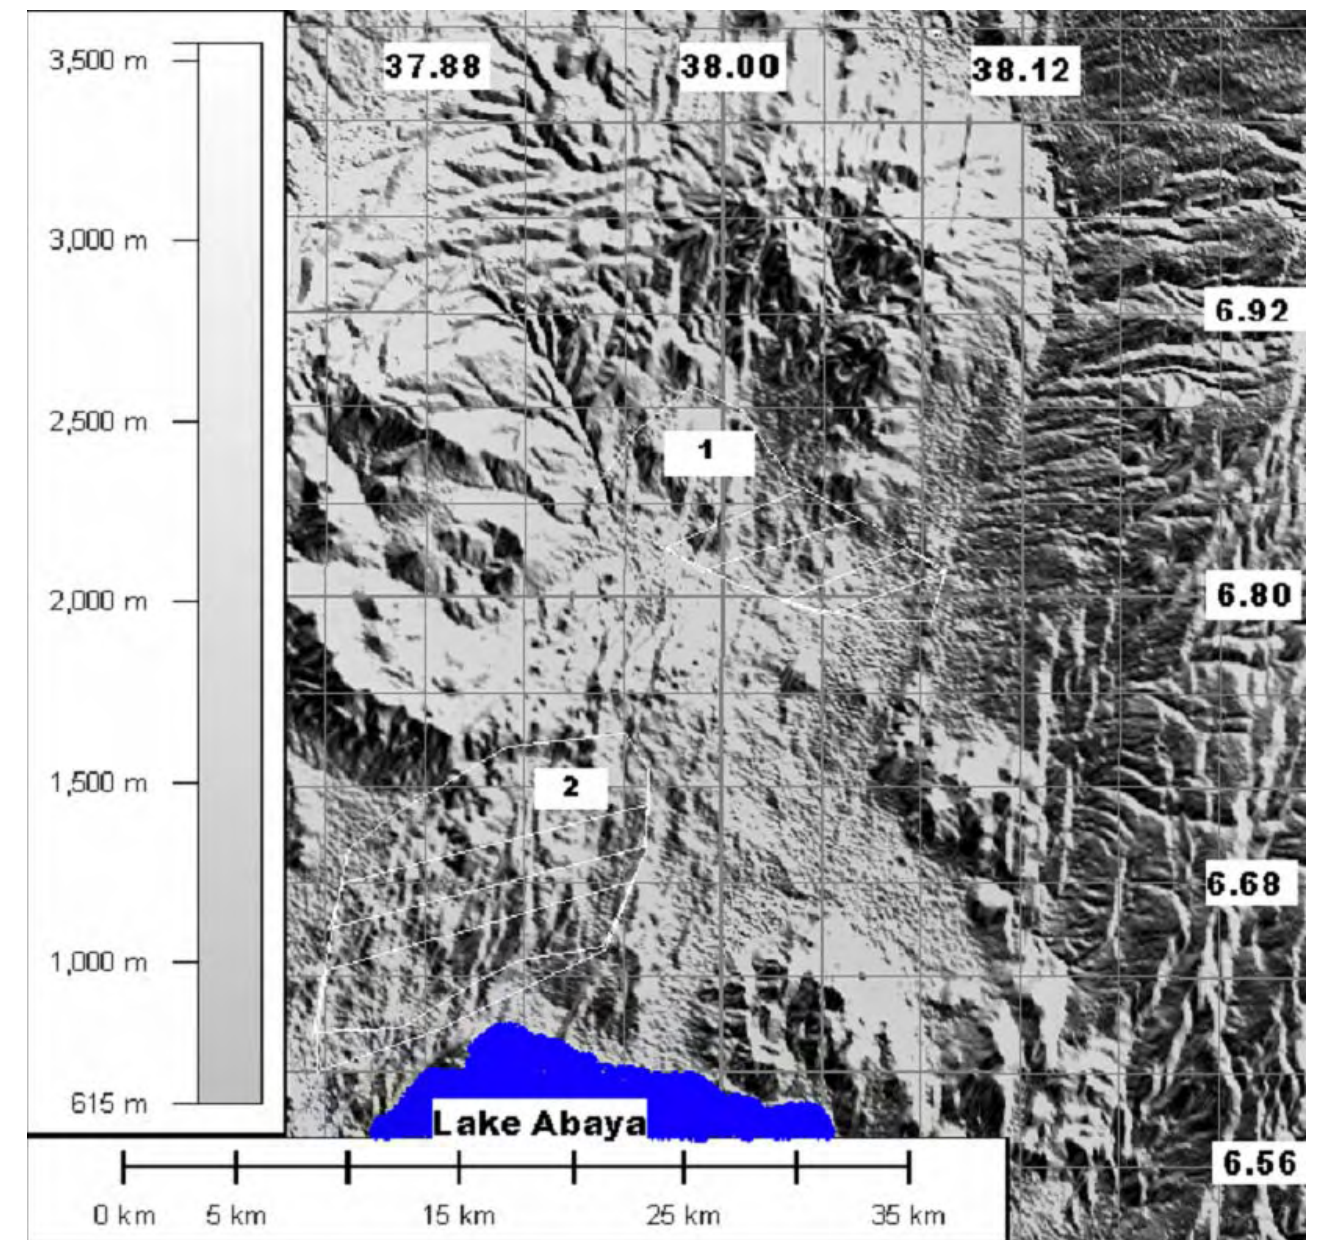 37.88 38.00 38.12
3,500 m
3,000 m
6.92
2,500 m
1
2,000 m
6.80
1,500 m
2
6.68
1,000 m
615 m
Lake Abaya
6.56
0 km 5 km 15 km 25 km 35 km